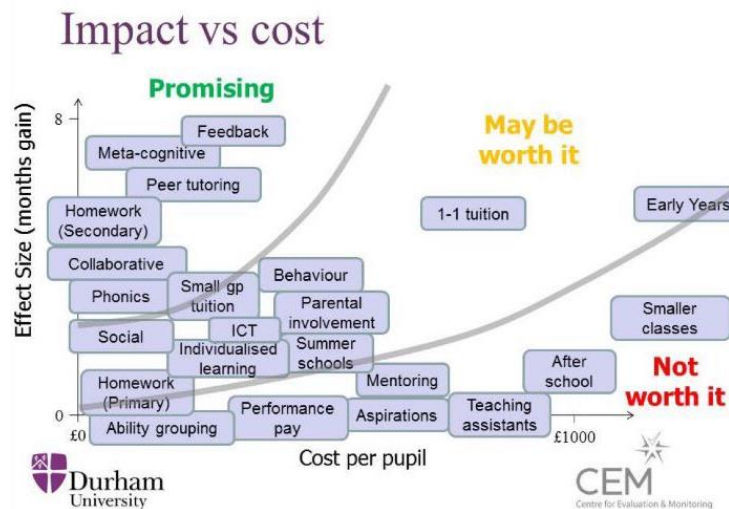 Impact vs cost
Promising
May be
worth it
Not
worth it
Effect Size (months gain)
8
0
£0
£1000
Cost per pupil
Feedback
Meta-cognitive
Peer tutoring
Homework
(Secondary)
1-1 tuition
Early Years
Collaborative
Phonics
Small gp
tuition
Behaviour
Parental
involvement
Social
ICT
Individualised
learning
Summer
schools
Smaller
classes
Homework
(Primary)
Mentoring
After
school
Ability grouping
Performance
pay
Aspirations
Teaching
assistants
Durham
University
CEM
Centre for Evaluation & Monitoring